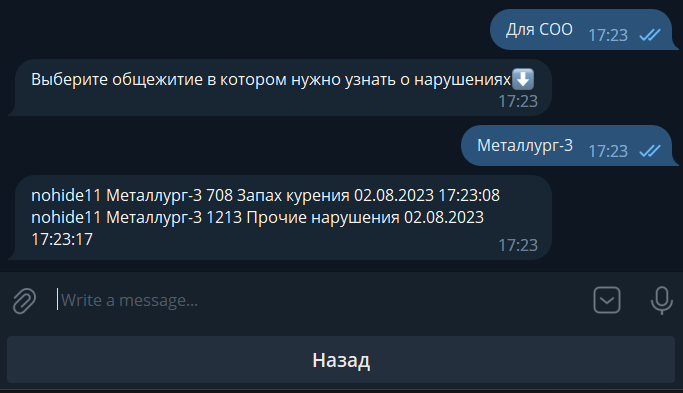 Для СОО 17:23
Выберите общежитие в котором нужно узнать о нарушениях⬇️
17:23
Металлург-3 17:23
nohide11 Металлург-3 708 Запах курения 02.08.2023 17:23:08
nohide11 Металлург-3 1213 Прочие нарушения 02.08.2023
17:23:17
17:23
Write a message...
Назад